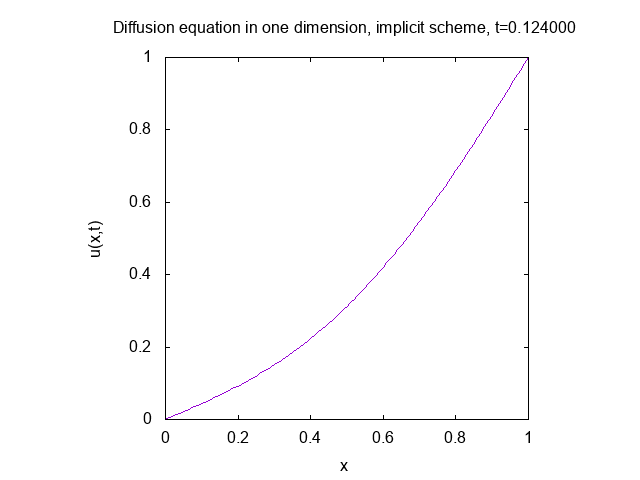 Diffusion equation in one dimension, implicit scheme, t=0.124000
1
0.8
0.6
u(x,t)
0.4
0.2
0
0 0.2 0.4 0.6 0.8 1
x